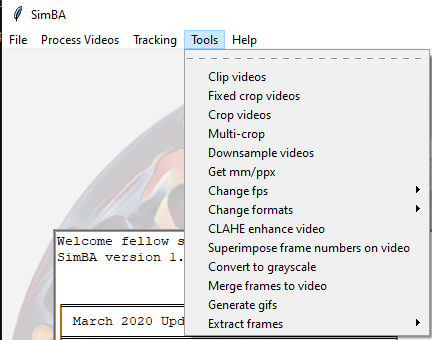 SimBA
File Process Videos Tracking Tools Help
Clip videos
Fixed crop videos
Crop videos
Multi-crop
Downsample videos
Get mm/ppx
Change fps
Change formats
CLAHE enhance video
Superimpose frame numbers on video
Convert to grayscale
Merge frames to video
Generate gifs
Extract frames
Welcome fellow s
SimBA version 1.
March 2020 Upd